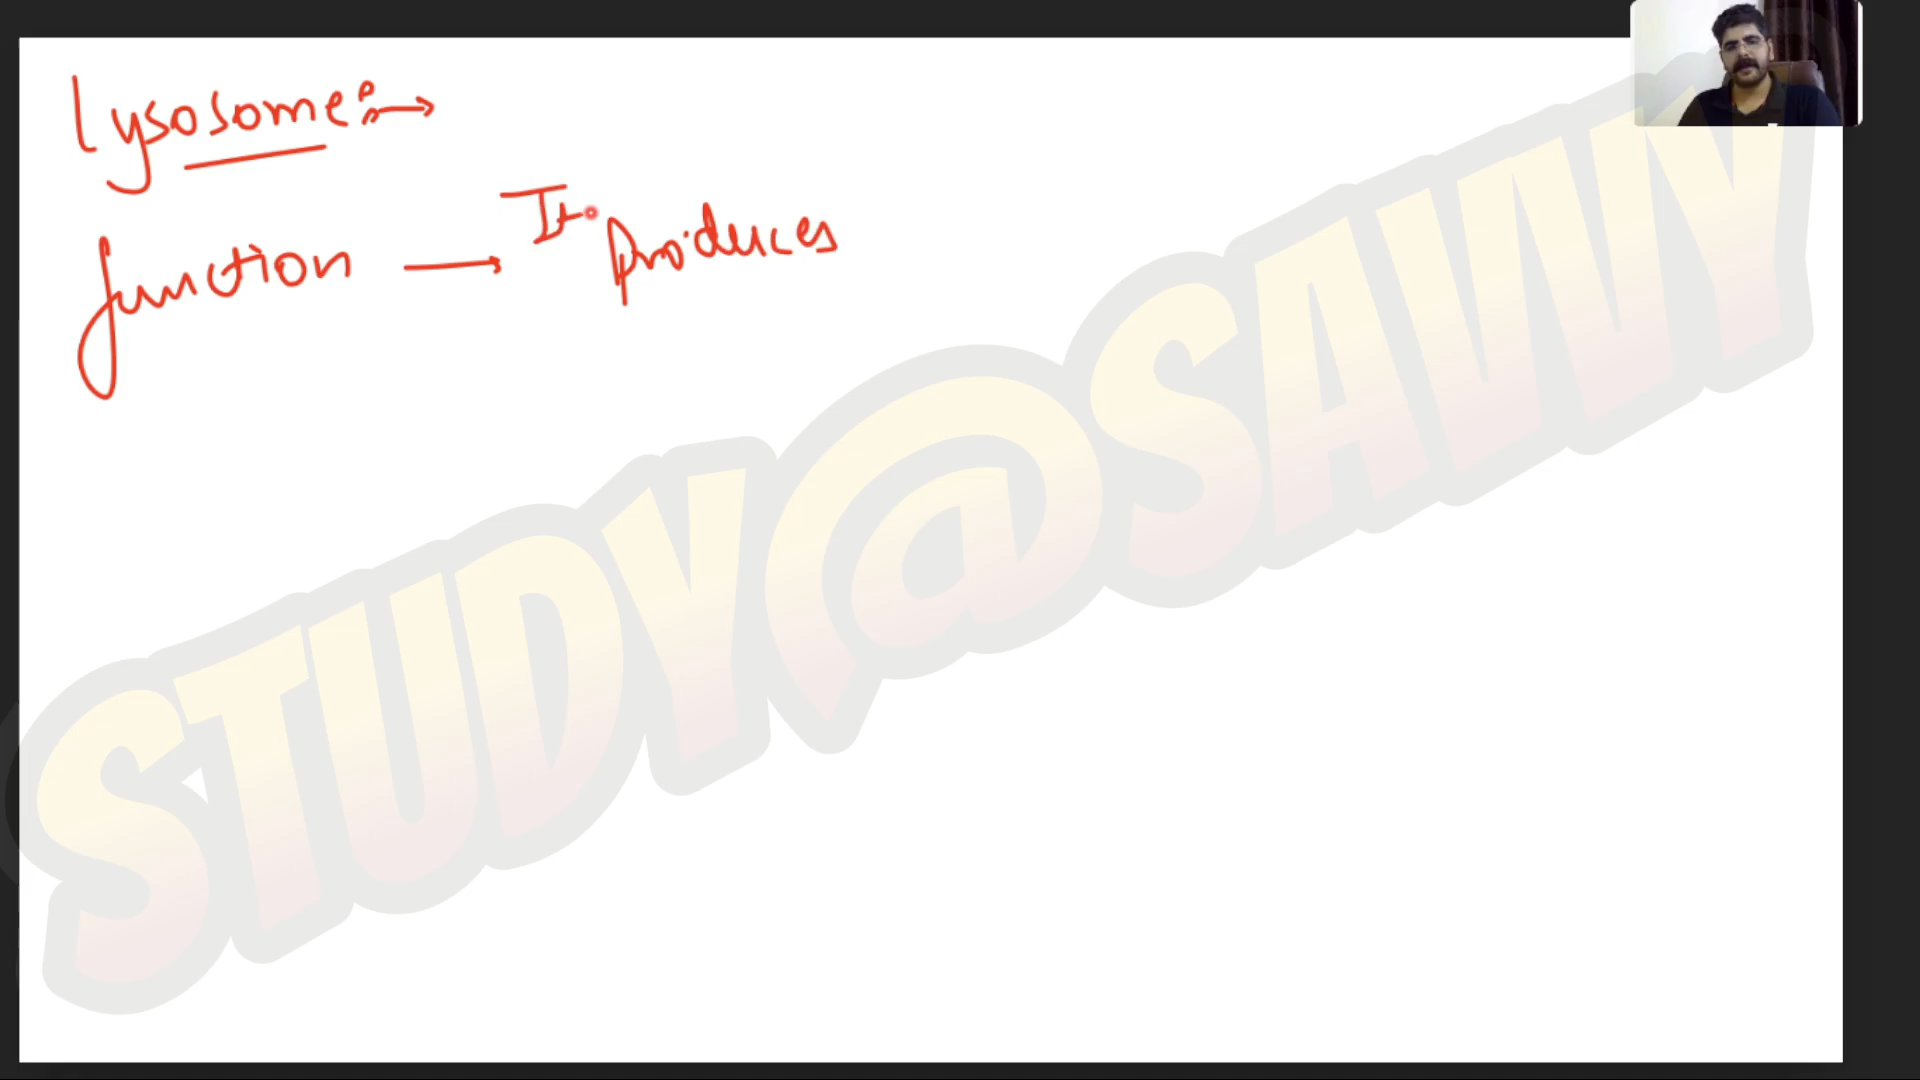 Lysosome:→
function → It produces
STUDY@SAVVY